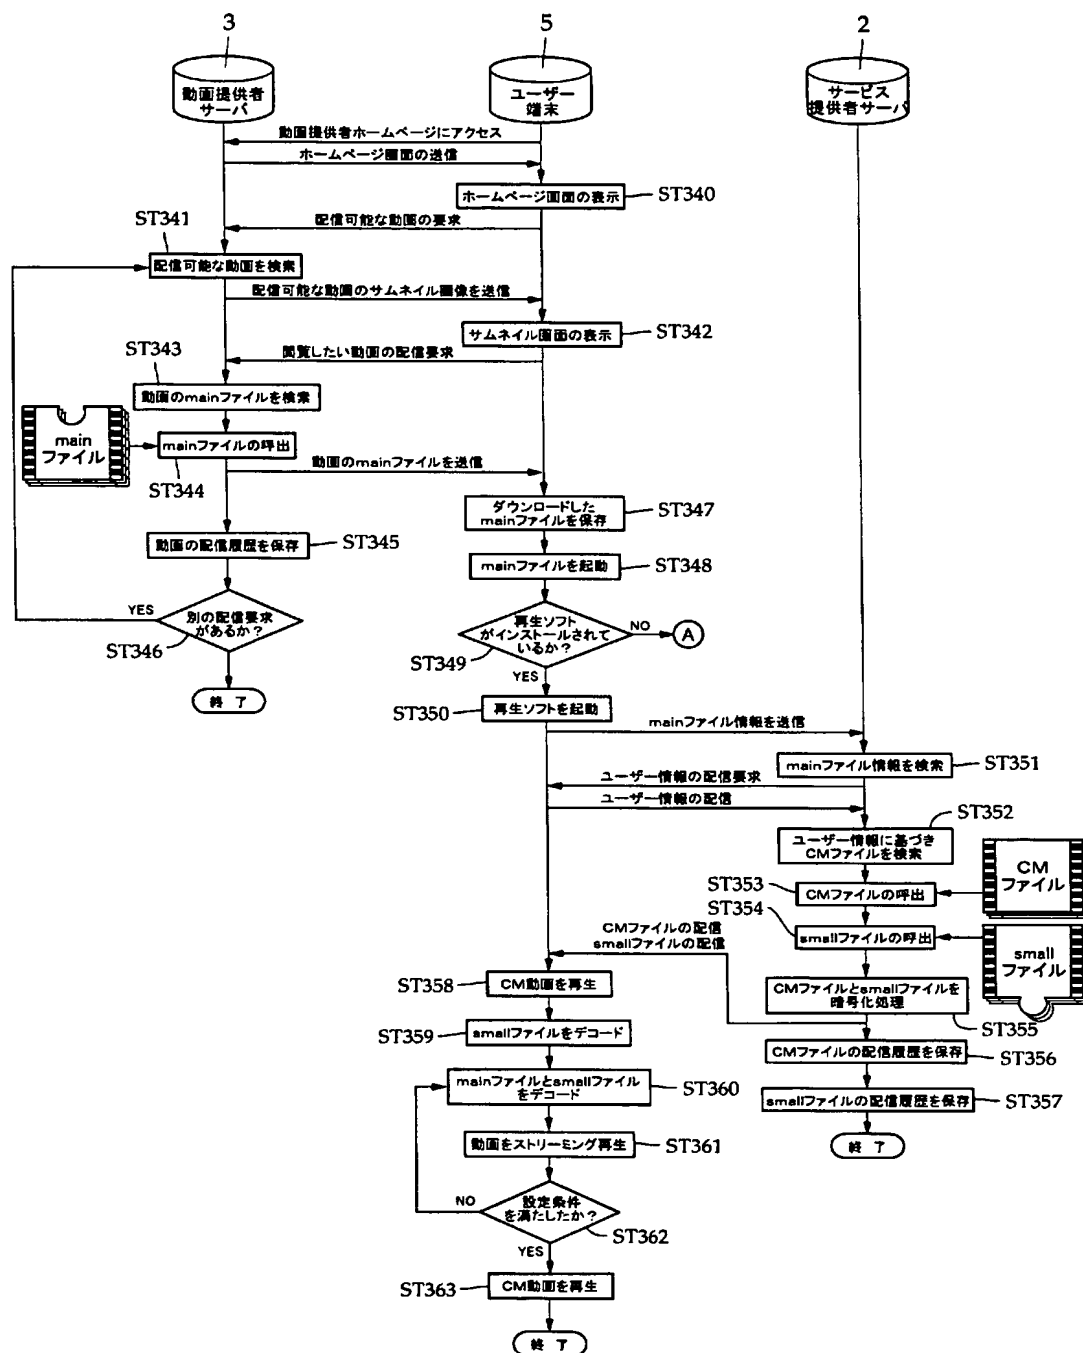 3
5
2
動画提供者
サーバ
ユーザー
端末
サービス
提供者サーバ
動画提供者ホームページにアクセス
ホームページ画面の送信
ホームページ画面の表示
ST340
配信可能な動画の要求
ST341
配信可能な動画を検索
配信可能な動画のサムネイル画像を送信
サムネイル画面の表示
ST342
閲覧したい動画の配信要求
ST343
動画のmainファイルを検索
main
ファイル
mainファイルの呼出
ST344
動画のmainファイルを送信
ダウンロードした
mainファイルを保存
ST347
動画の配信履歴を保存
ST345
mainファイルを起動
ST348
YES
別の配信要求
があるか?
ST346
再生ソフト
がインストールされて
いるか?
NO
A
ST349
YES
終了
ST350
再生ソフトを起動
mainファイル情報を送信
mainファイル情報を検索
ST351
ユーザー情報の配信要求
ユーザー情報の配信
ST352
ユーザー情報に基づき
CMファイルを検索
CM
ファイル
ST353
CMファイルの呼出
ST354
smallファイルの呼出
small
ファイル
CMファイルの配信
smallファイルの配信
ST358
CM動画を再生
CMファイルとsmallファイルを
暗号化処理
ST355
ST359
smallファイルをデコード
CMファイルの配信履歴を保存
ST356
mainファイルとsmallファイル
をデコード
ST360
smallファイルの配信履歴を保存
ST357
動画をストリーミング再生
ST361
終了
NO
設定条件
を満たしたか?
ST362
YES
ST363
CM動画を再生
終了